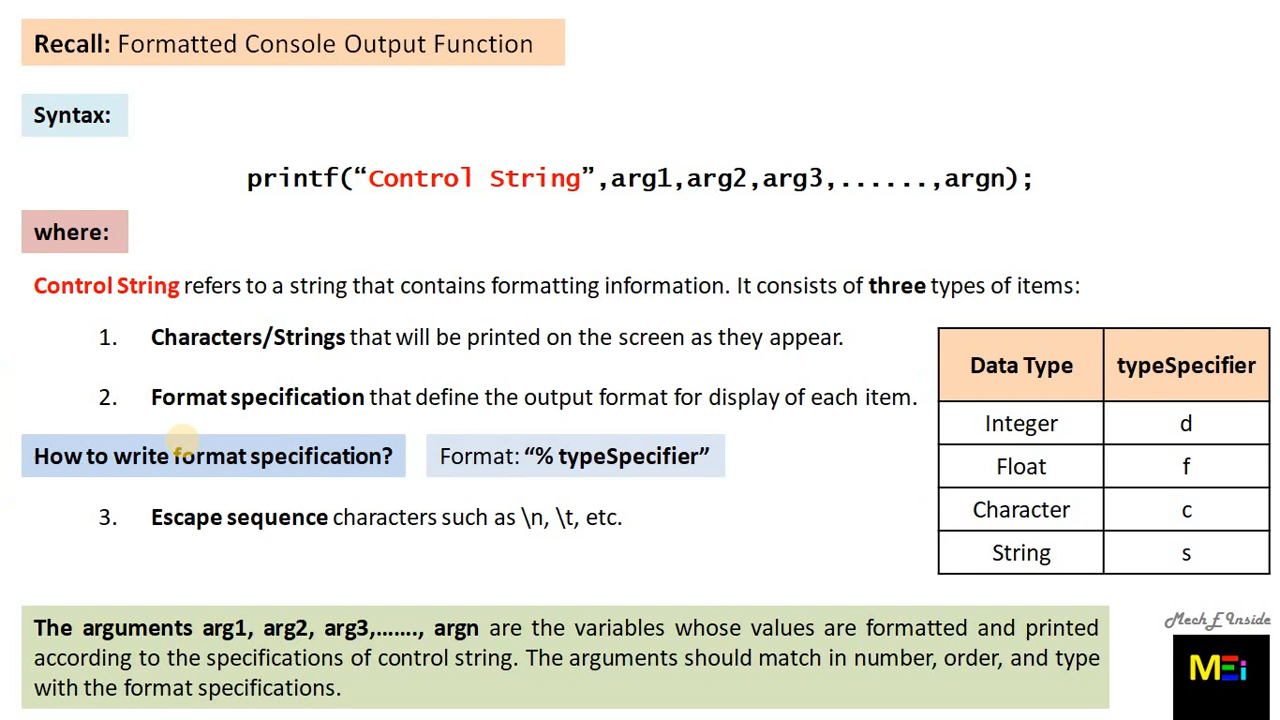 Recall: Formatted Console Output Function
Syntax:
printf(“Control String”,arg1,arg2,arg3,......,argn);
where:
Control String refers to a string that contains formatting information. It consists of three types of items:
1. Characters/Strings that will be printed on the screen as they appear.
2. Format specification that define the output format for display of each item.
How to write format specification? Format: “% typeSpecifier”
3. Escape sequence characters such as \n, \t, etc.
Data Type typeSpecifier
Integer d
Float f
Character c
String s
The arguments arg1, arg2, arg3,......., argn are the variables whose values are formatted and printed
according to the specifications of control string. The arguments should match in number, order, and type
with the format specifications.
Mech E Inside
MEi